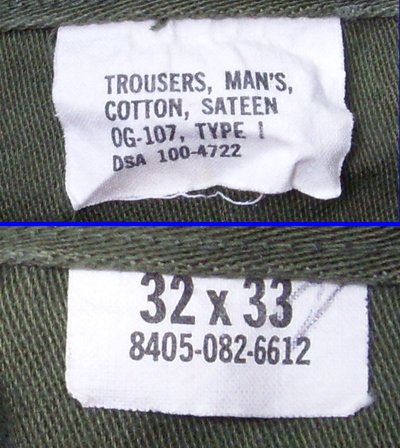 TROUSERS, MAN'S,
COTTON, SATEEN
OG-107, TYPE I
DSA 100-4722
32 x 33
8405-082-6612